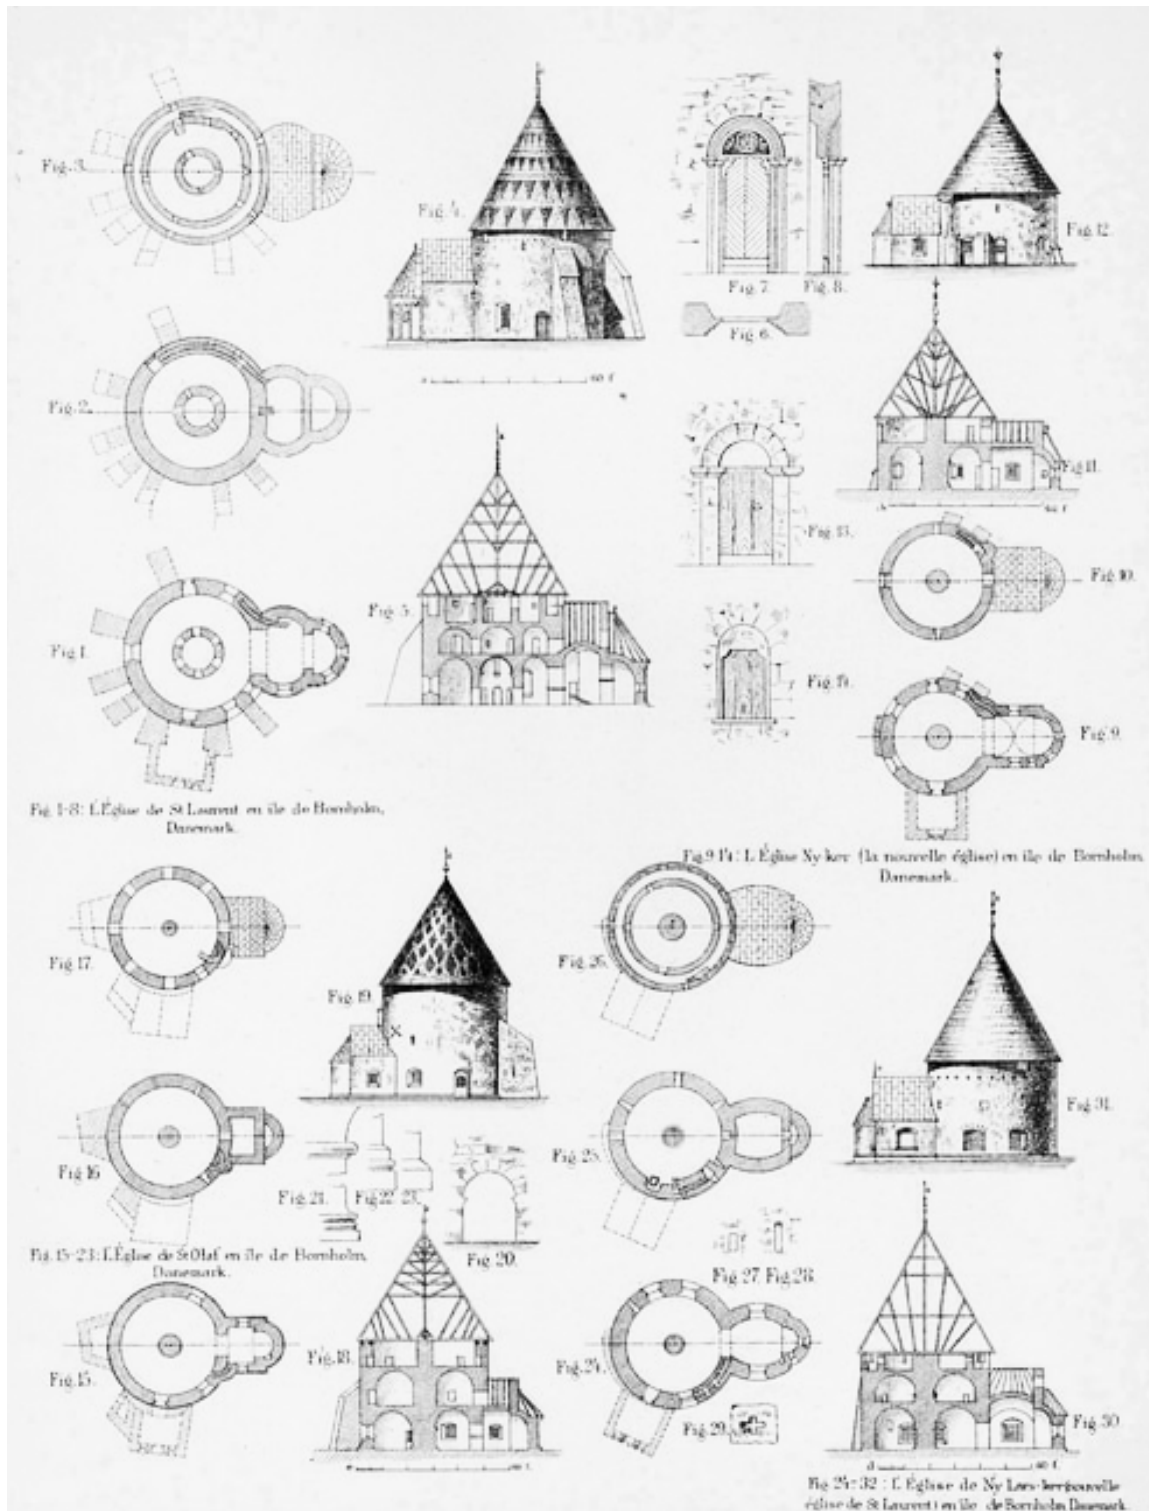 Fig. 3.
Fig. 4.
Fig. 7.
Fig. 8.
Fig. 6.
Fig. 12.
Fig. 2.
60 f.
Fig. 11.
Fig. 13.
Fig. 10.
Fig. 1.
Fig. 5.
Fig. 14.
Fig. 9.
Fig. 1-8: L'Église de St Laurent en île de Bornholm,
Danemark.
Fig. 9-14: L'Église Ny-ker (la nouvelle église) en île de Bornholm
Danemark.
Fig. 17.
Fig. 19.
Fig. 26.
Fig. 31.
Fig. 16
Fig. 21.
Fig. 22
23.
Fig. 20.
Fig. 25.
Fig. 27.
Fig. 28.
Fig. 15-23: L'Église de St Olaf en île de Bornholm,
Danemark.
Fig. 15.
Fig. 18.
Fig. 24.
Fig. 29.
Fig. 30.
60 f.
Fig. 24-32: L'Église de Ny Lars-ker (nouvelle
église de St Laurent) en île de Bornholm Danemark.